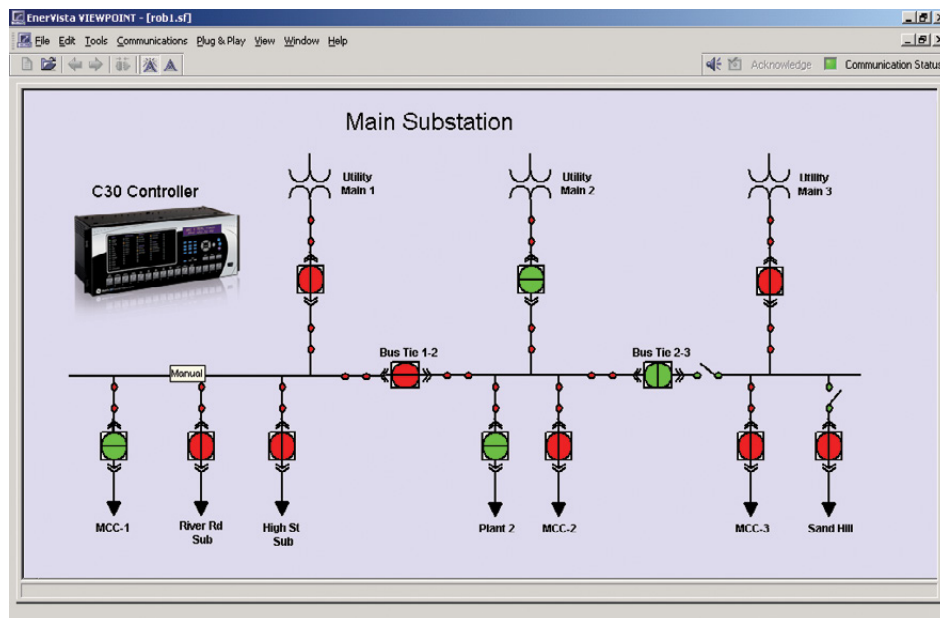 EnerVista VIEWPOINT - [rob1.sf]
File Edit Tools Communications Plug & Play View Window Help
Acknowledge Communication Status
Main Substation
C30 Controller
Utility
Main 1
Utility
Main 2
Utility
Main 3
Bus Tie 1-2
Bus Tie 2-3
Manual
MCC-1
River Rd
Sub
High St
Sub
Plant 2
MCC-2
MCC-3
Sand Hill